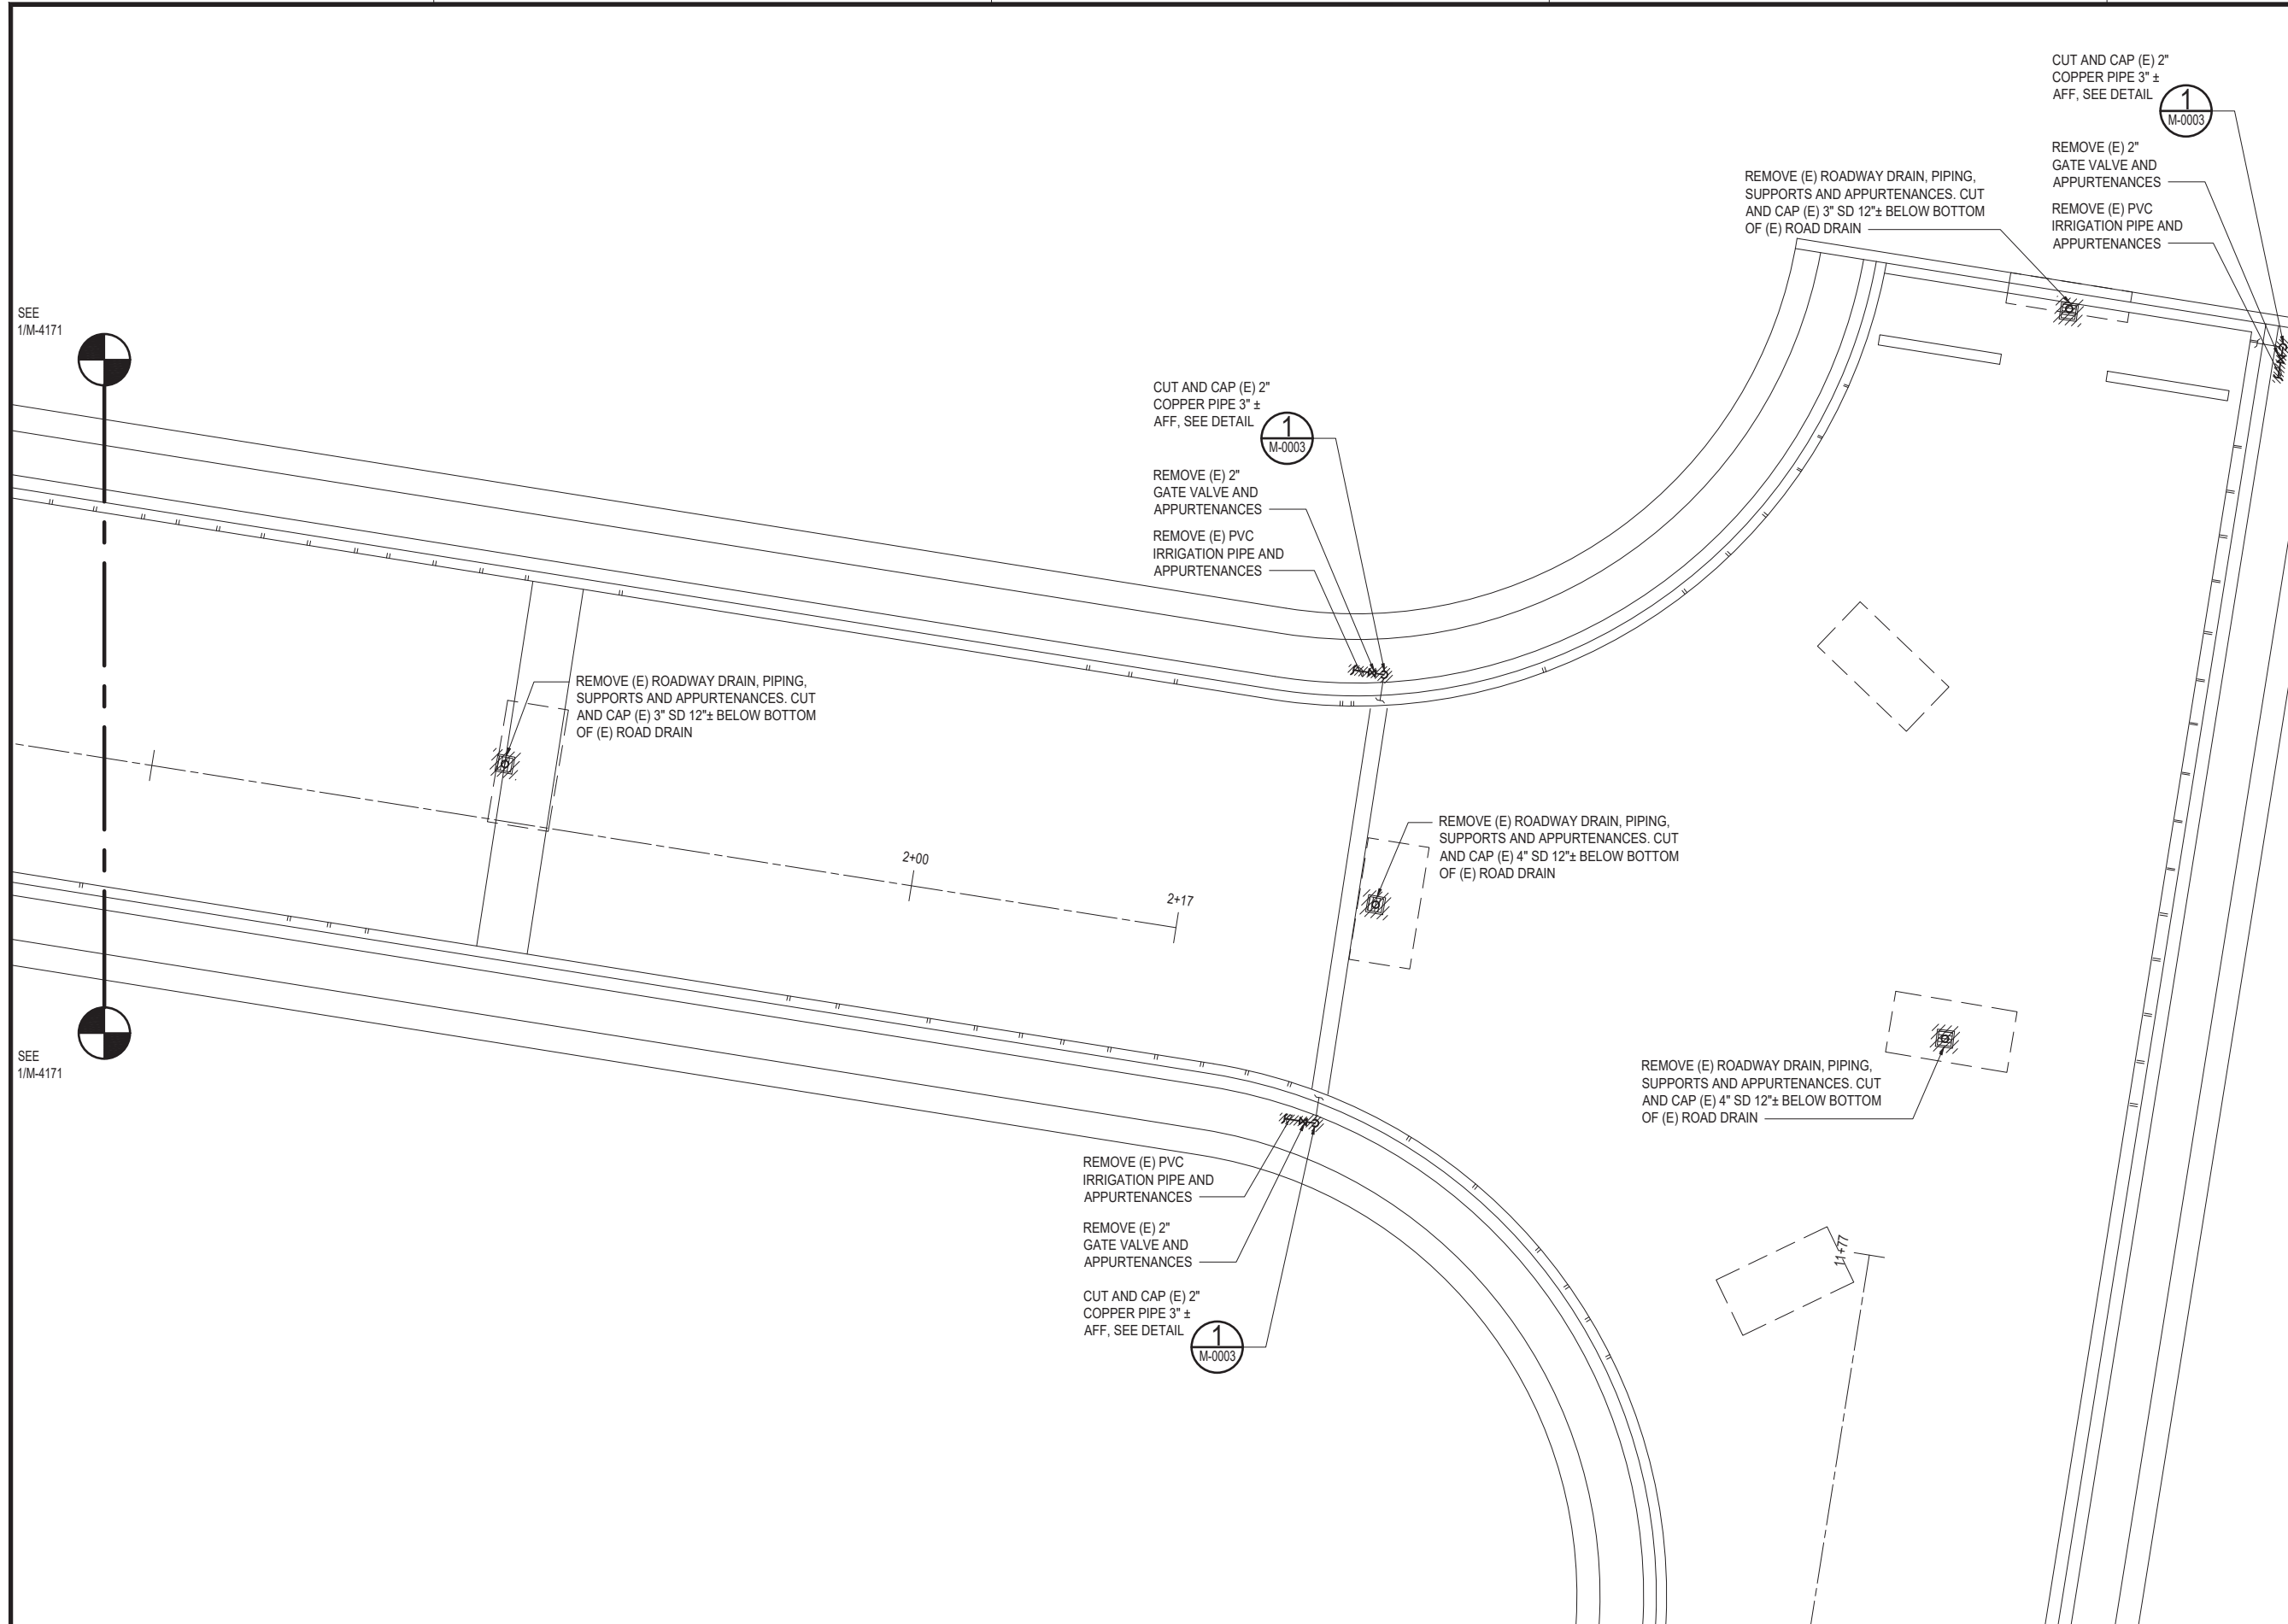 CUT AND CAP (E) 2"
COPPER PIPE 3" ±
AFF, SEE DETAIL
1
M-0003
REMOVE (E) 2"
GATE VALVE AND
APPURTENANCES
REMOVE (E) PVC
IRRIGATION PIPE AND
APPURTENANCES
REMOVE (E) ROADWAY DRAIN, PIPING,
SUPPORTS AND APPURTENANCES. CUT
AND CAP (E) 3" SD 12"± BELOW BOTTOM
OF (E) ROAD DRAIN
SEE
1/M-4171
CUT AND CAP (E) 2"
COPPER PIPE 3" ±
AFF, SEE DETAIL
1
M-0003
REMOVE (E) 2"
GATE VALVE AND
APPURTENANCES
REMOVE (E) PVC
IRRIGATION PIPE AND
APPURTENANCES
REMOVE (E) ROADWAY DRAIN, PIPING,
SUPPORTS AND APPURTENANCES. CUT
AND CAP (E) 3" SD 12"± BELOW BOTTOM
OF (E) ROAD DRAIN
2+00
2+17
REMOVE (E) ROADWAY DRAIN, PIPING,
SUPPORTS AND APPURTENANCES. CUT
AND CAP (E) 4" SD 12"± BELOW BOTTOM
OF (E) ROAD DRAIN
SEE
1/M-4171
REMOVE (E) ROADWAY DRAIN, PIPING,
SUPPORTS AND APPURTENANCES. CUT
AND CAP (E) 4" SD 12"± BELOW BOTTOM
OF (E) ROAD DRAIN
REMOVE (E) PVC
IRRIGATION PIPE AND
APPURTENANCES
REMOVE (E) 2"
GATE VALVE AND
APPURTENANCES
CUT AND CAP (E) 2"
COPPER PIPE 3" ±
AFF, SEE DETAIL
1
M-0003
11+77